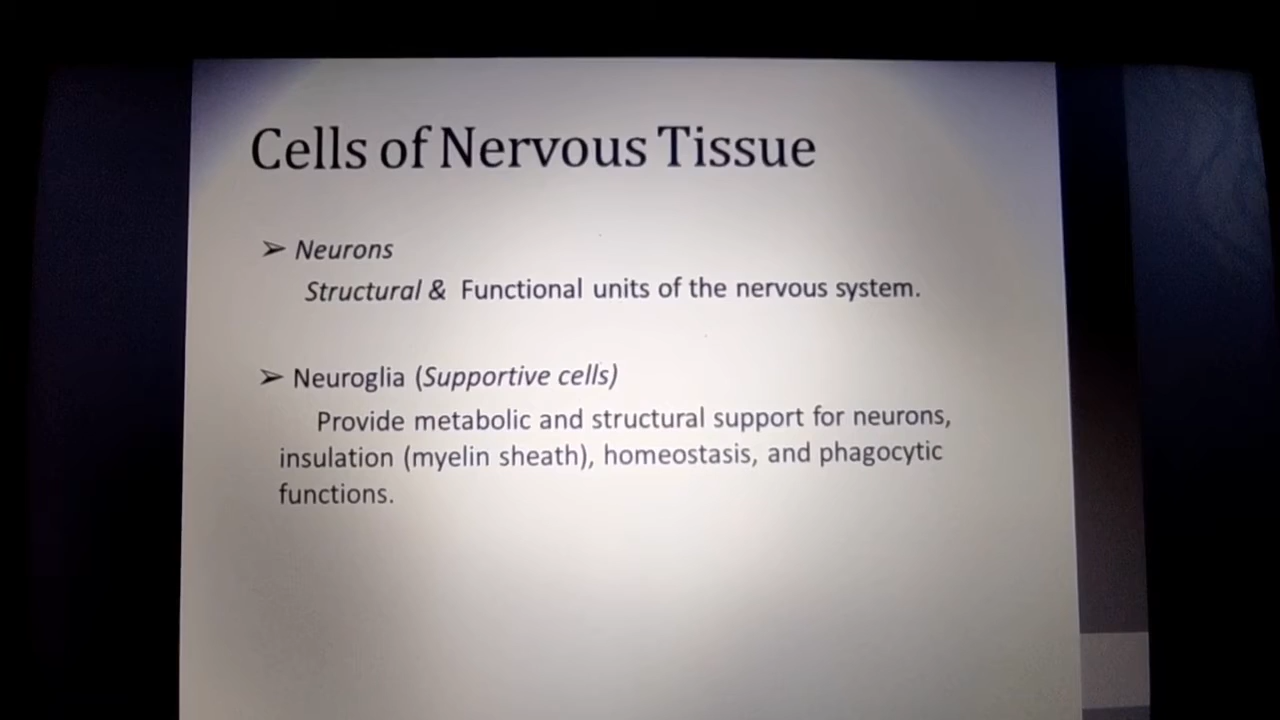 Cells of Nervous Tissue
➢ Neurons
Structural & Functional units of the nervous system.
➢ Neuroglia (Supportive cells)
Provide metabolic and structural support for neurons,
insulation (myelin sheath), homeostasis, and phagocytic
functions.